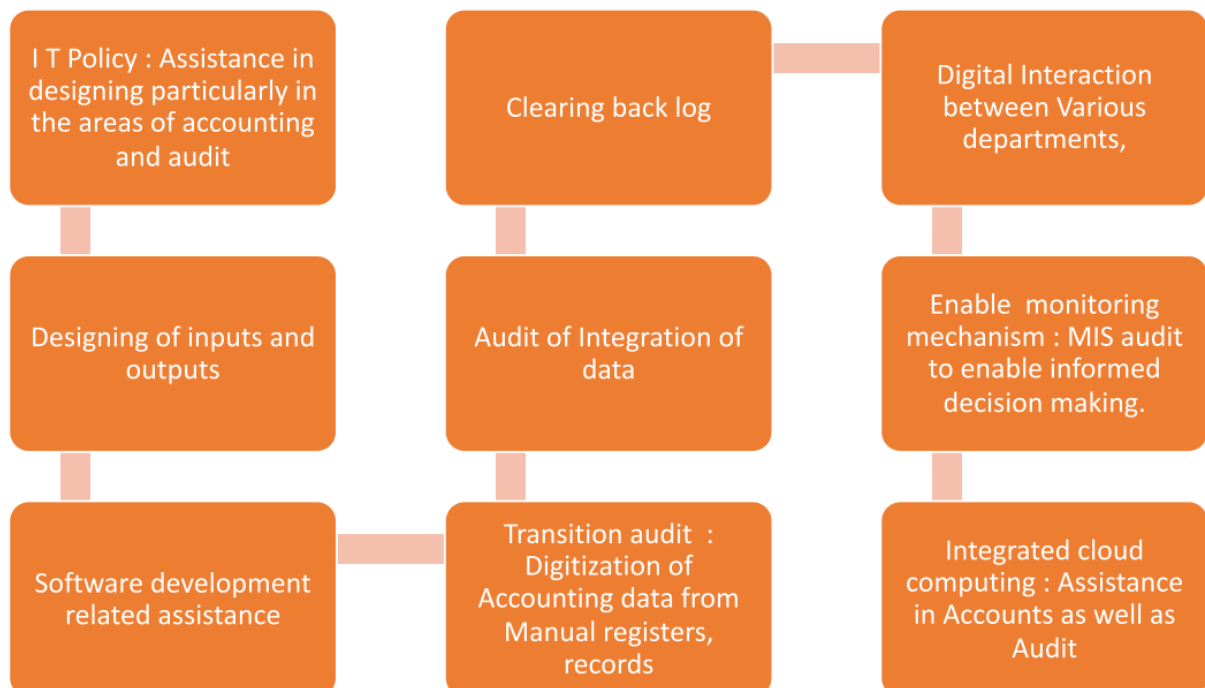 I T Policy : Assistance in
designing particularly in
the areas of accounting
and audit
Designing of inputs and
outputs
Software development
related assistance
Transition audit  :
Digitization of
Accounting data from
Manual registers,
records
Audit of Integration of
data
Clearing back log
Digital Interaction
between Various
departments,
Enable  monitoring
mechanism : MIS audit
to enable informed
decision making.
Integrated cloud
computing : Assistance
in Accounts as well as
Audit